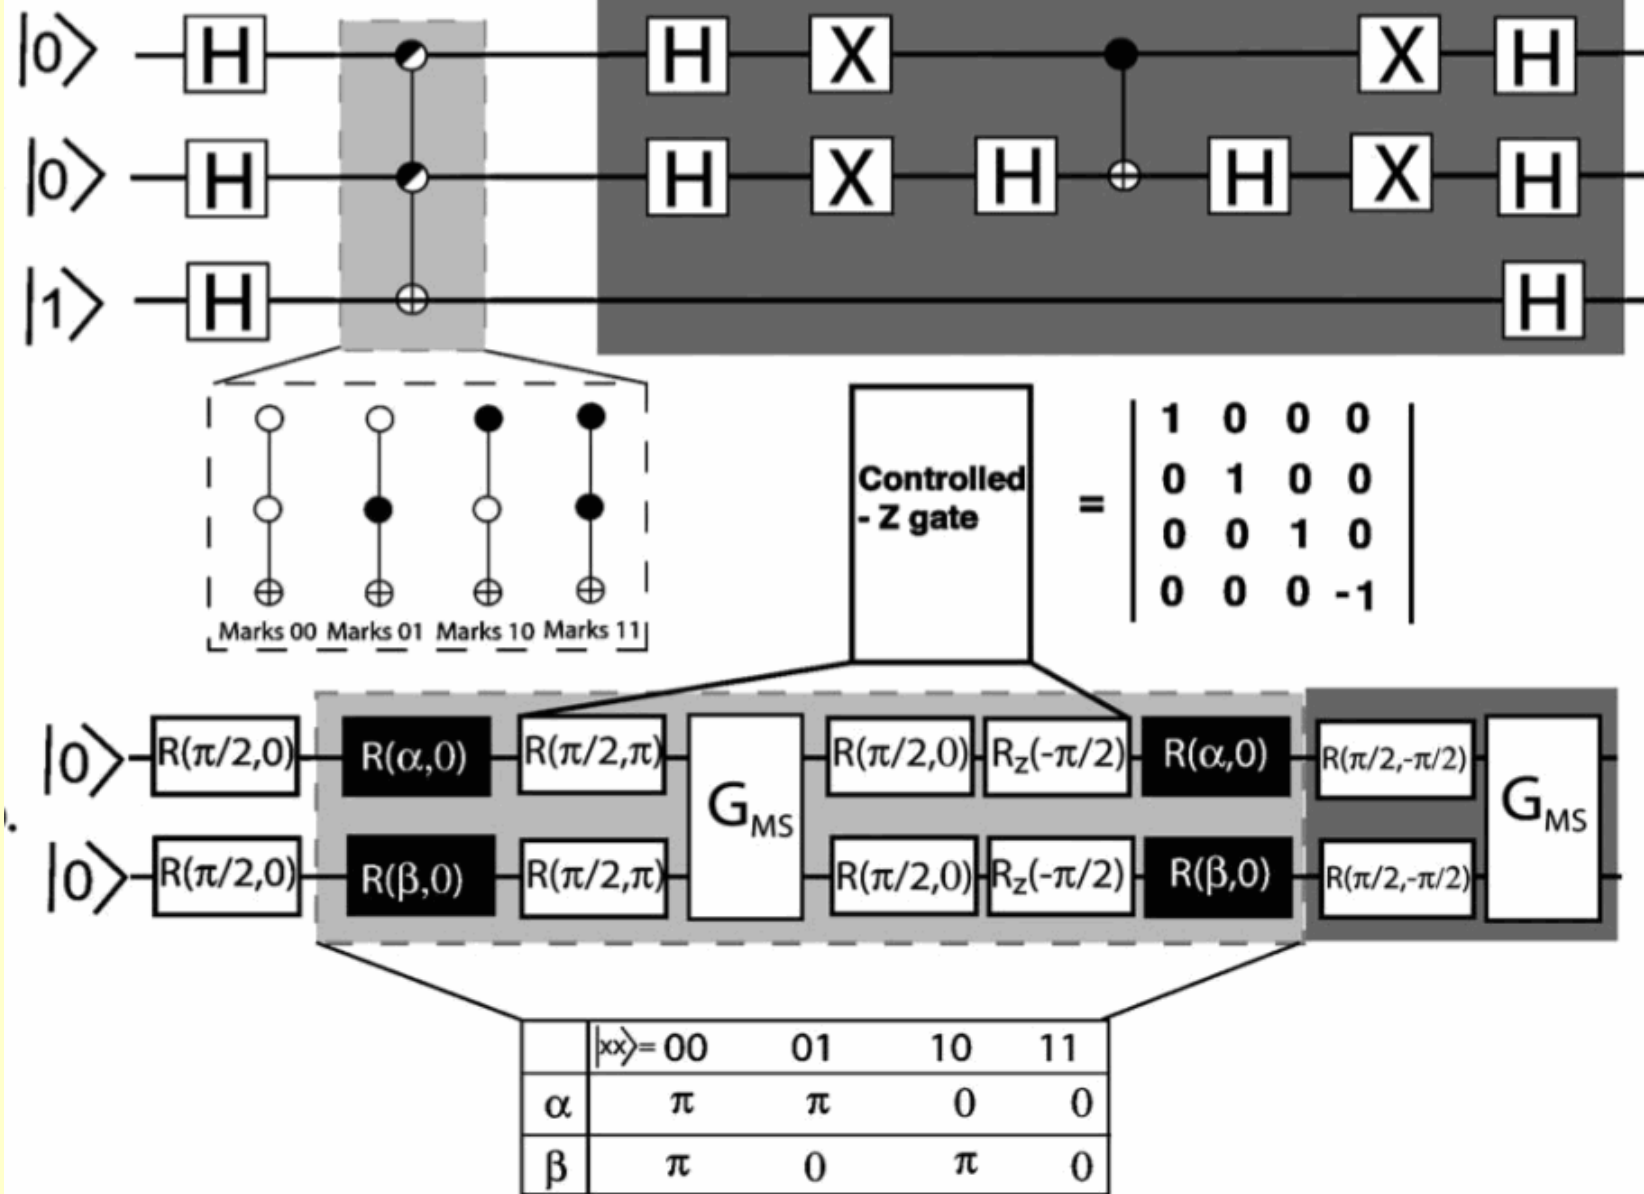 |0⟩ H H X X H
|0⟩ H H X H H X H
|1⟩ H H
Marks 00 Marks 01 Marks 10 Marks 11
Controlled
- Z gate
=
1 0 0 0
0 1 0 0
0 0 1 0
0 0 0 -1
|0⟩ R(π/2,0) R(α,0) R(π/2,π) G_MS R(π/2,0) R_z(-π/2) R(α,0) R(π/2,-π/2) G_MS
|0⟩ R(π/2,0) R(β,0) R(π/2,π) R(π/2,0) R_z(-π/2) R(β,0) R(π/2,-π/2)
|xx⟩= 00 01 10 11
α π π 0 0
β π 0 π 0